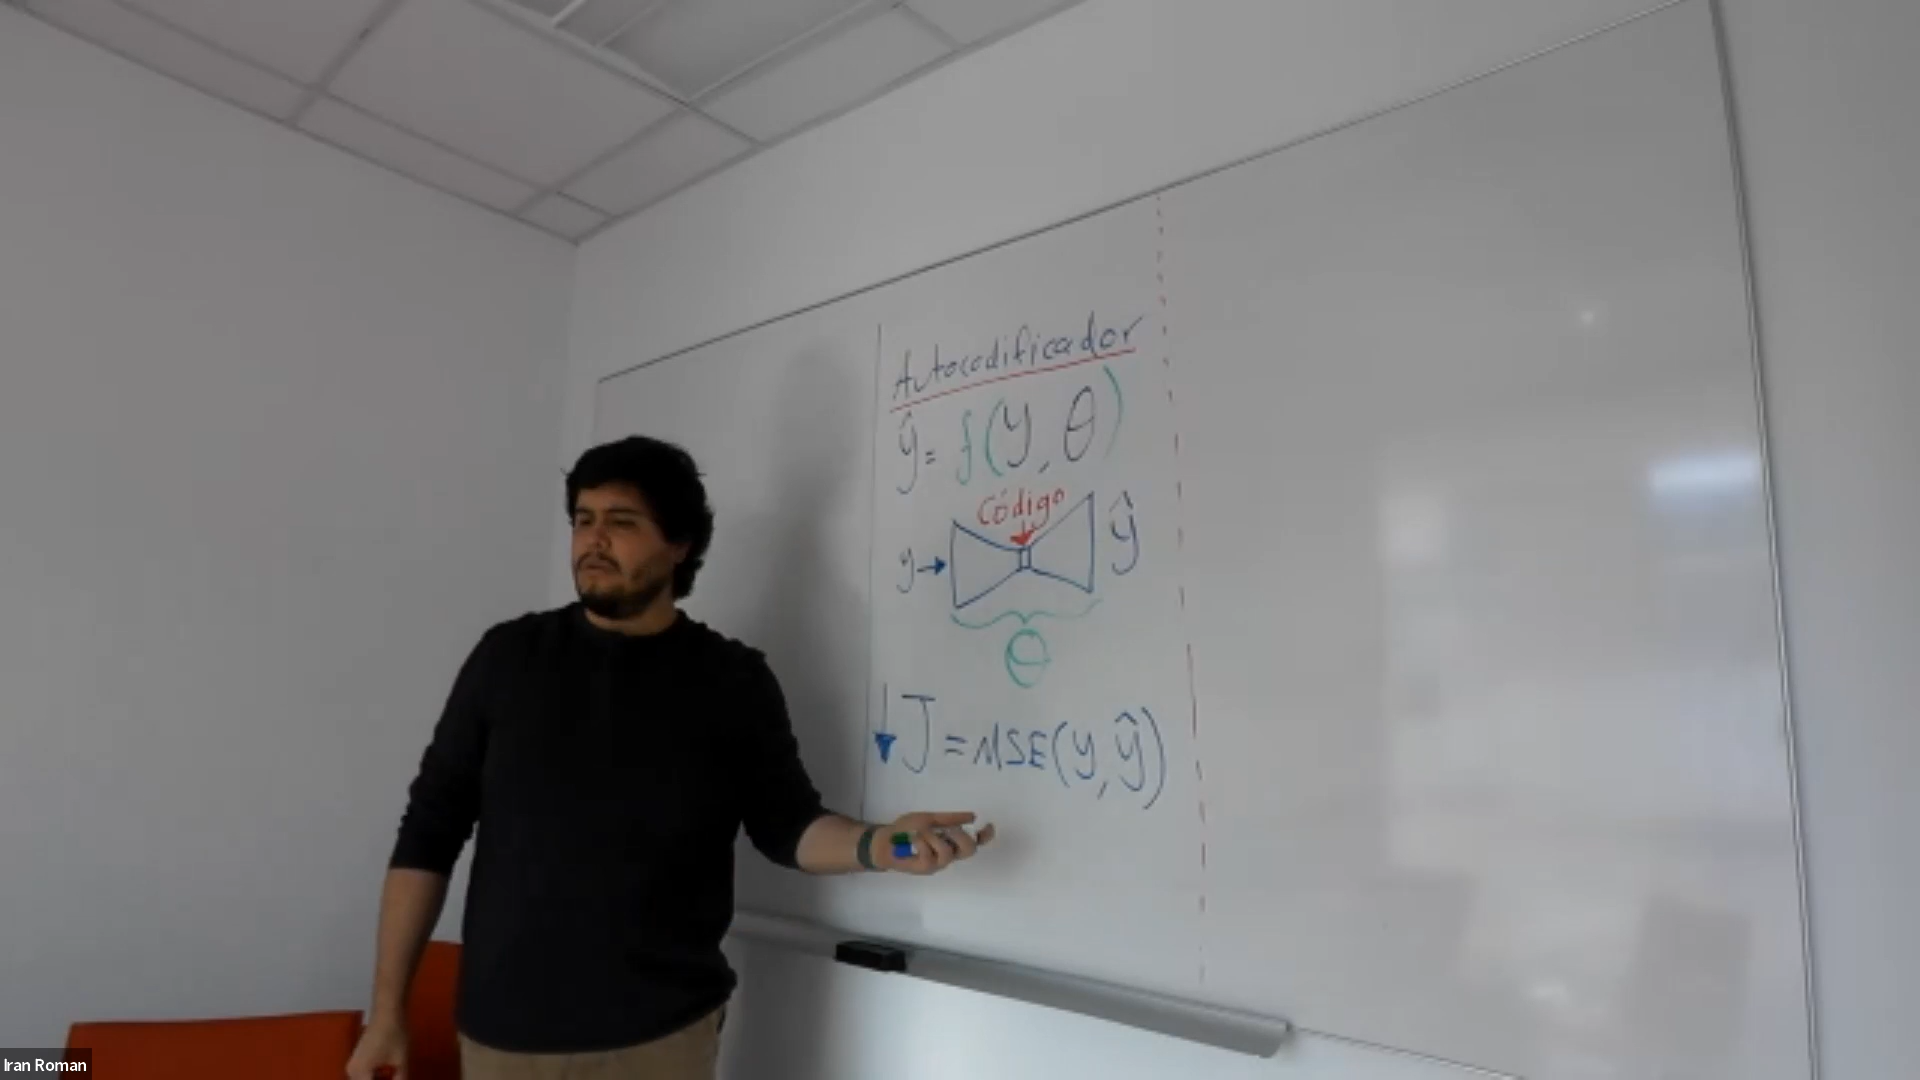 Autocodificador
ŷ = f(y, θ)
Código
y → ŷ
θ
↓ J = MSE(y, ŷ)
Iran Roman